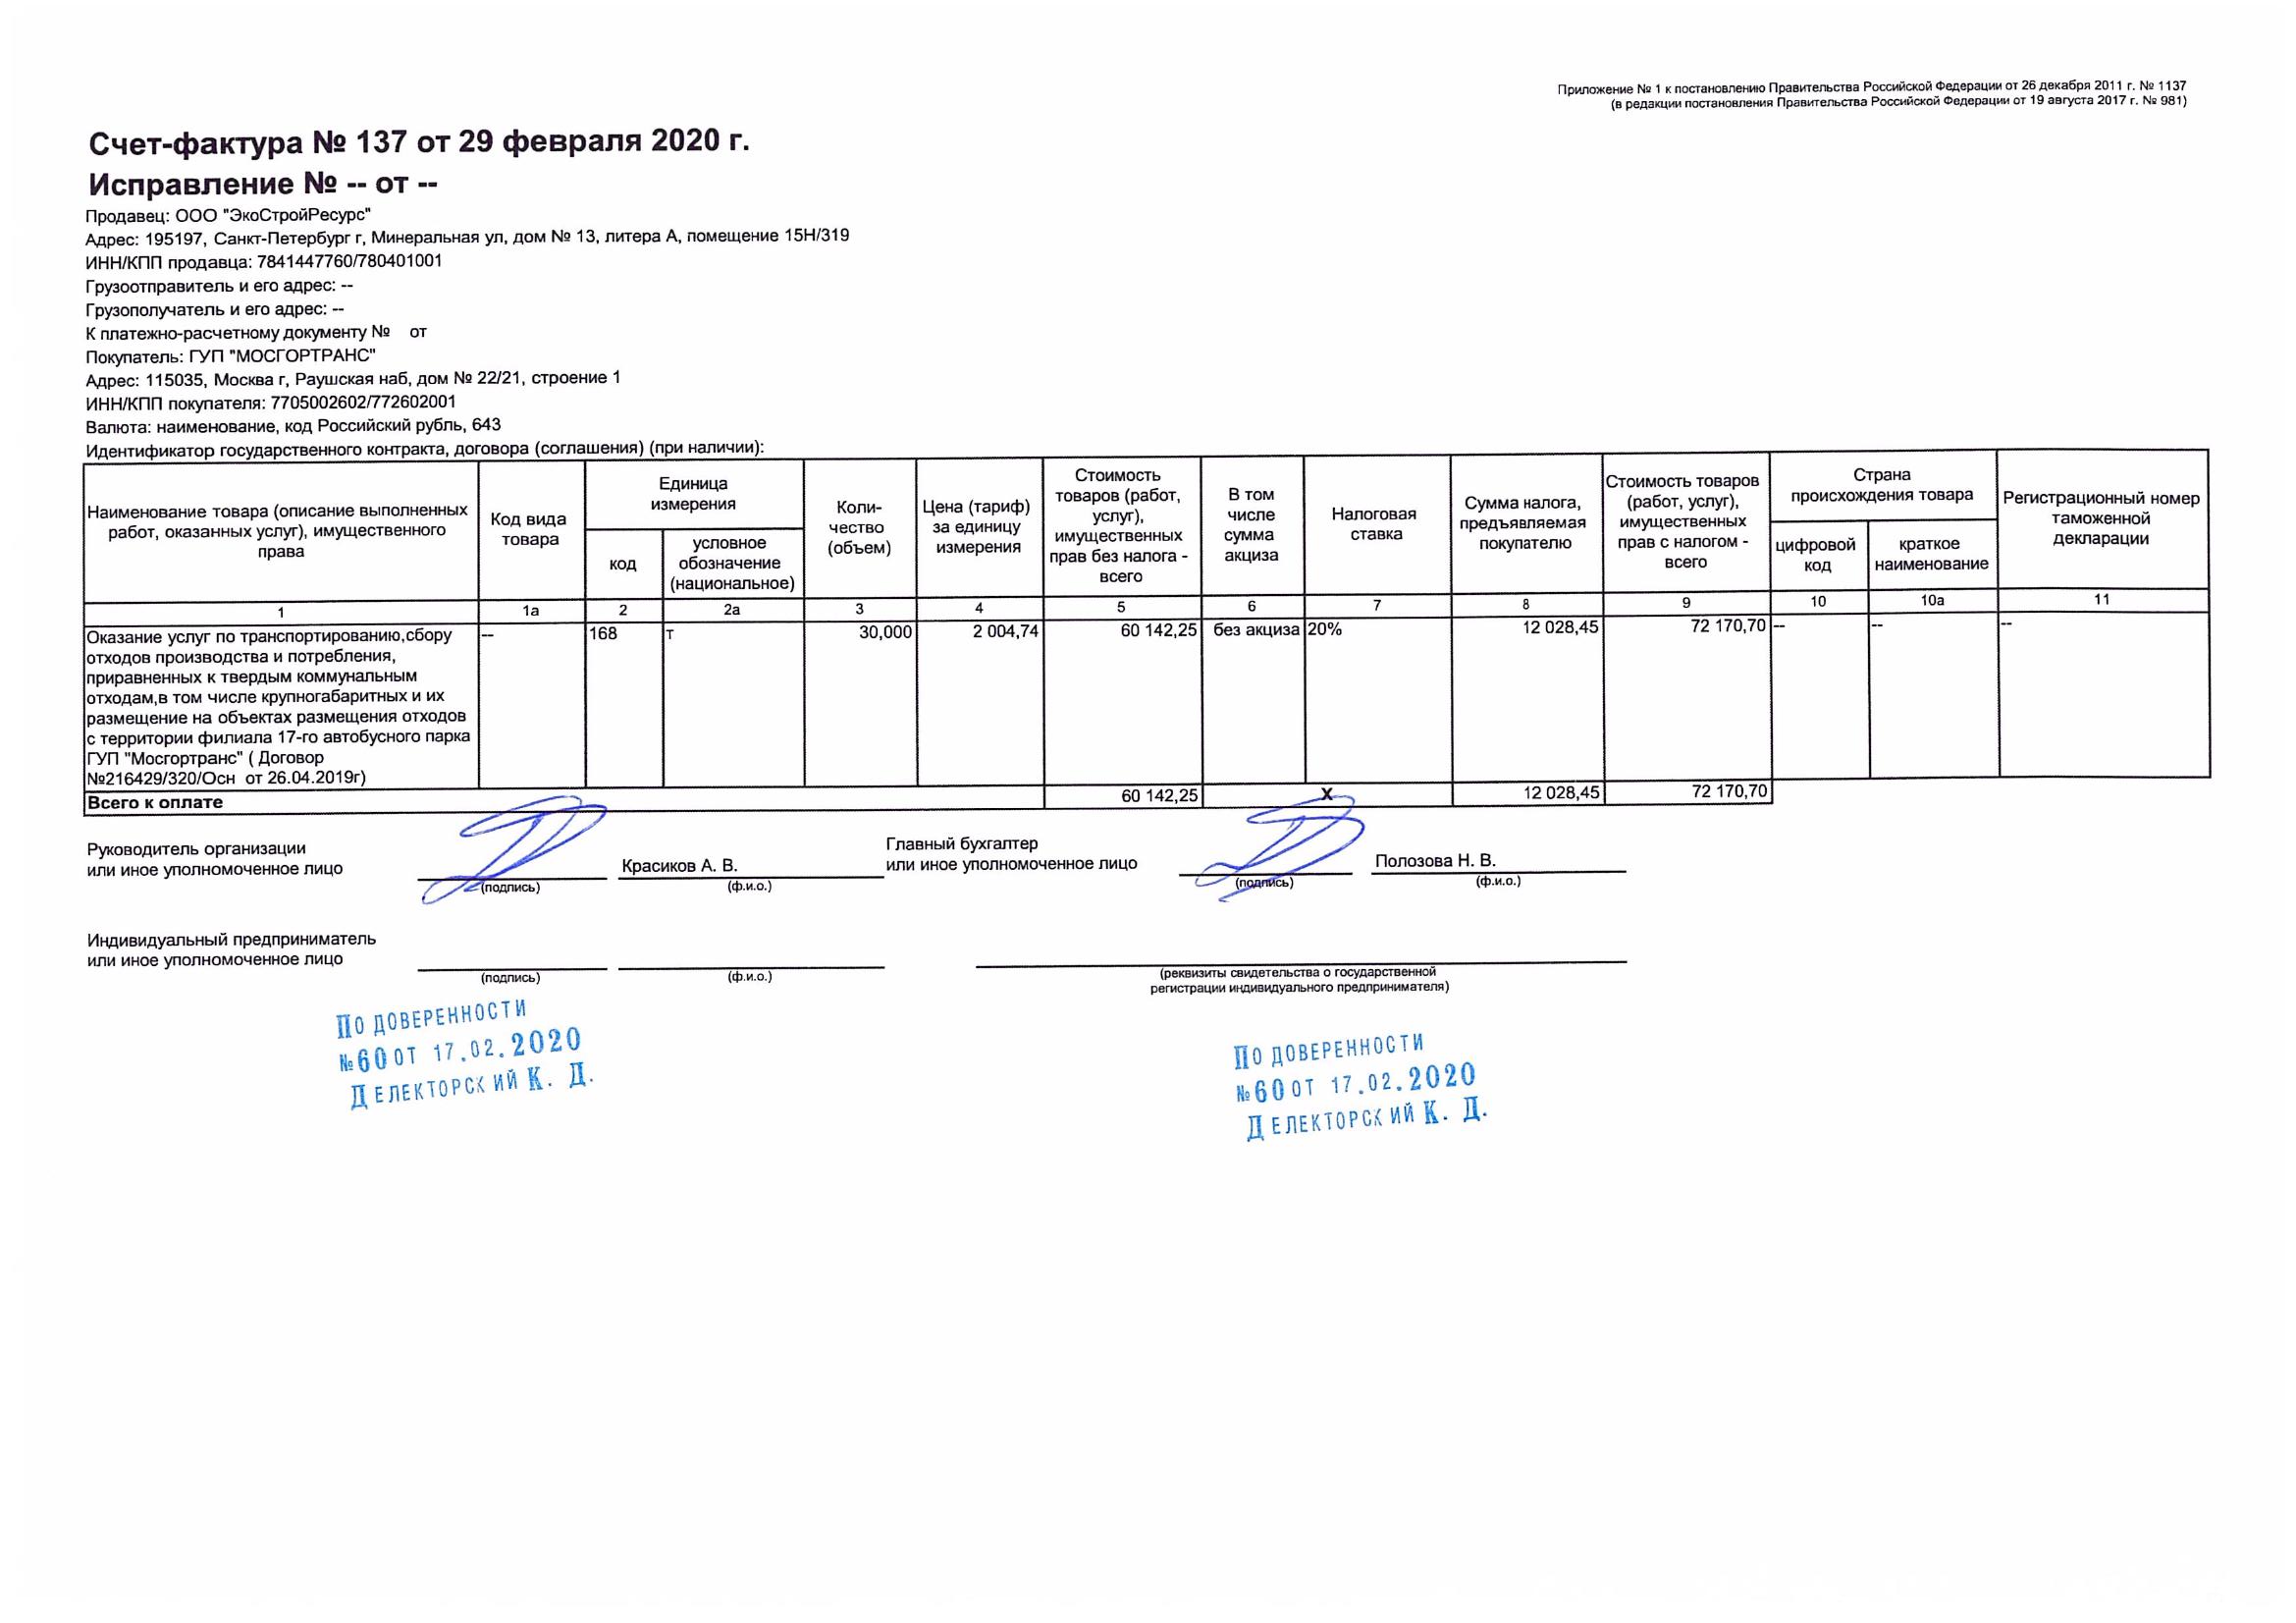 Приложение № 1 к постановлению Правительства Российской Федерации от 26 декабря 2011 г. № 1137
(в редакции постановления Правительства Российской Федерации от 19 августа 2017 г. № 981)
Счет-фактура № 137 от 29 февраля 2020 г.
Исправление № -- от --
Продавец: ООО "ЭкоСтройРесурс"
Адрес: 195197, Санкт-Петербург г, Минеральная ул, дом № 13, литера А, помещение 15Н/319
ИНН/КПП продавца: 7841447760/780401001
Грузоотправитель и его адрес: --
Грузополучатель и его адрес: --
К платежно-расчетному документу № от
Покупатель: ГУП "МОСГОРТРАНС"
Адрес: 115035, Москва г, Раушская наб, дом № 22/21, строение 1
ИНН/КПП покупателя: 7705002602/772602001
Валюта: наименование, код Российский рубль, 643
Идентификатор государственного контракта, договора (соглашения) (при наличии):
Наименование товара (описание выполненных
работ, оказанных услуг), имущественного
права
Код вида
товара
Единица
измерения
код
условное
обозначение
(национальное)
Коли-
чество
(объем)
Цена (тариф)
за единицу
измерения
Стоимость
товаров (работ,
услуг),
имущественных
прав без налога -
всего
В том
числе
сумма
акциза
Налоговая
ставка
Сумма налога,
предъявляемая
покупателю
Стоимость товаров
(работ, услуг),
имущественных
прав с налогом -
всего
Страна
происхождения товара
цифровой
код
краткое
наименование
Регистрационный номер
таможенной
декларации
1 1а 2 2а 3 4 5 6 7 8 9 10 10а 11
Оказание услуг по транспортированию,сбору
отходов производства и потребления,
приравненных к твердым коммунальным
отходам,в том числе крупногабаритных и их
размещение на объектах размещения отходов
с территории филиала 17-го автобусного парка
ГУП "Мосгортранс" ( Договор
№216429/320/Осн от 26.04.2019г)
-- 168 т 30,000 2 004,74 60 142,25 без акциза 20% 12 028,45 72 170,70 -- -- --
Всего к оплате 60 142,25 X 12 028,45 72 170,70
Руководитель организации
или иное уполномоченное лицо
(подпись)
Красиков А. В.
(ф.и.о.)
Главный бухгалтер
или иное уполномоченное лицо
(подпись)
Полозова Н. В.
(ф.и.о.)
Индивидуальный предприниматель
или иное уполномоченное лицо
(подпись)
(ф.и.о.)
(реквизиты свидетельства о государственной
регистрации индивидуального предпринимателя)
ПО ДОВЕРЕННОСТИ
№60 ОТ 17.02.2020
ДЕЛЕКТОРСКИЙ К. Д.
ПО ДОВЕРЕННОСТИ
№60 ОТ 17.02.2020
ДЕЛЕКТОРСКИЙ К. Д.